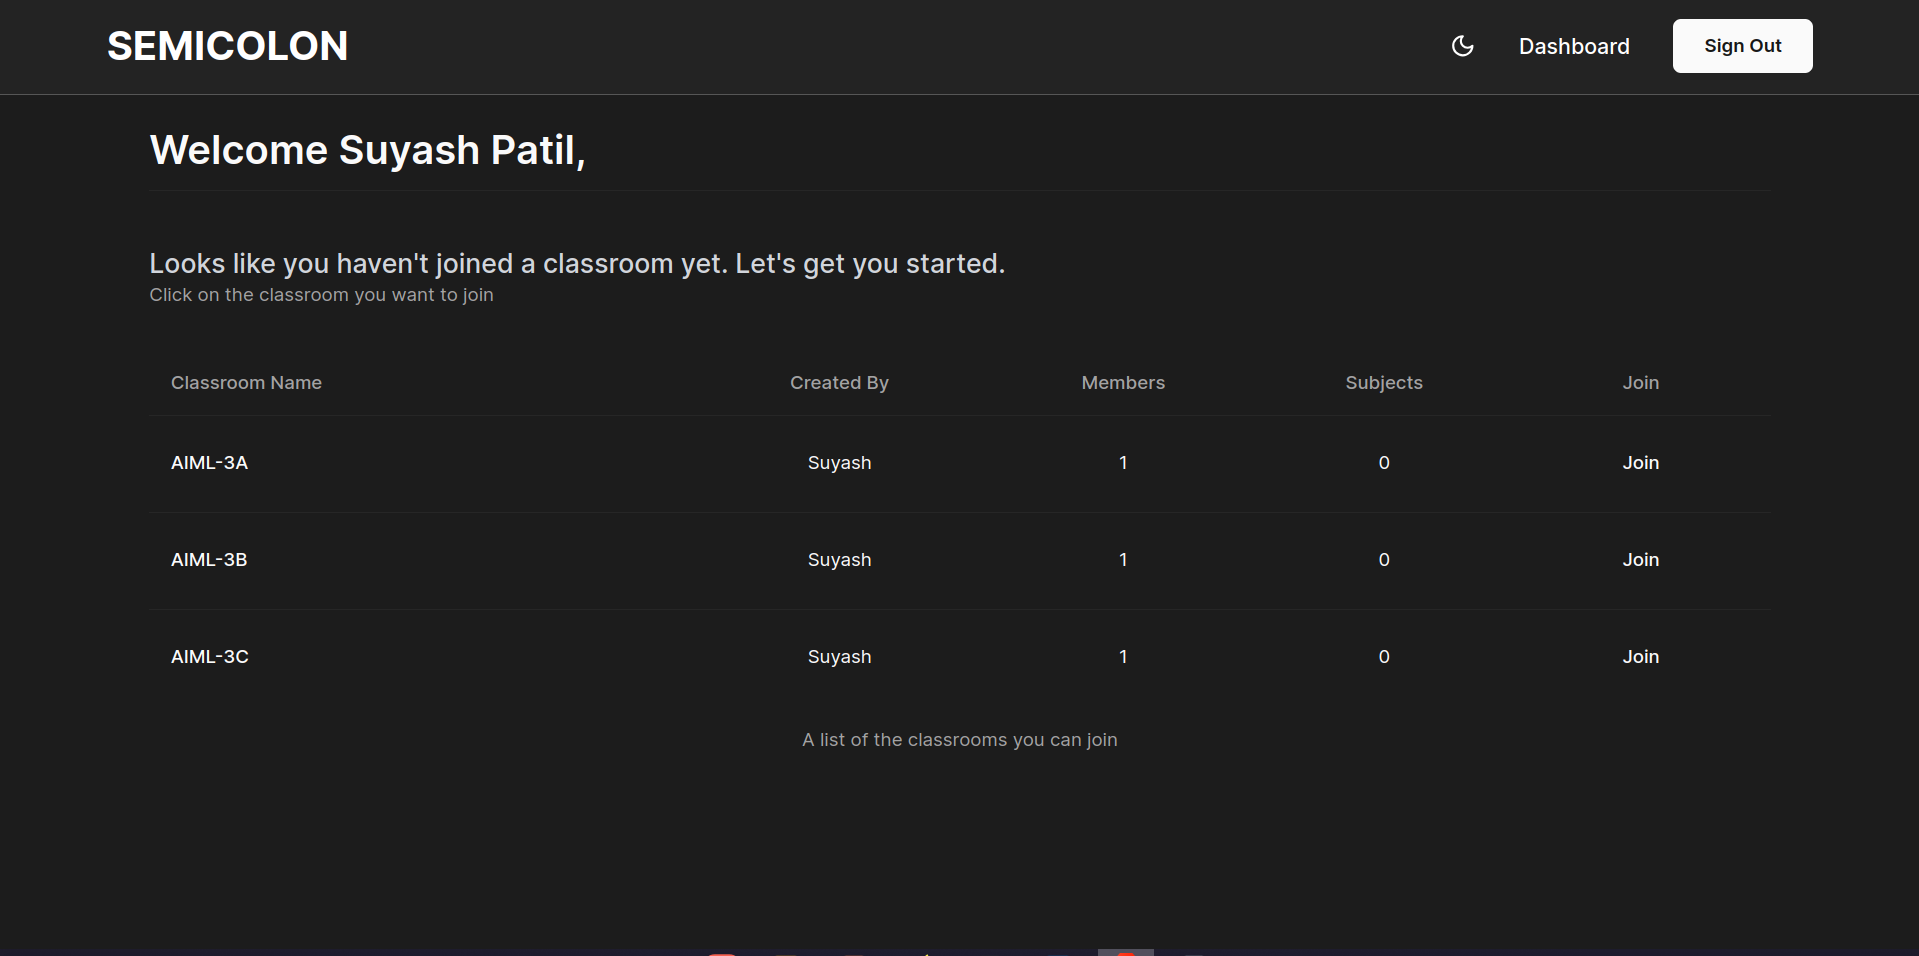 SEMICOLON Dashboard Sign Out
Welcome Suyash Patil,
Looks like you haven't joined a classroom yet. Let's get you started.
Click on the classroom you want to join
Classroom Name Created By Members Subjects Join
AIML-3A Suyash 1 0 Join
AIML-3B Suyash 1 0 Join
AIML-3C Suyash 1 0 Join
A list of the classrooms you can join